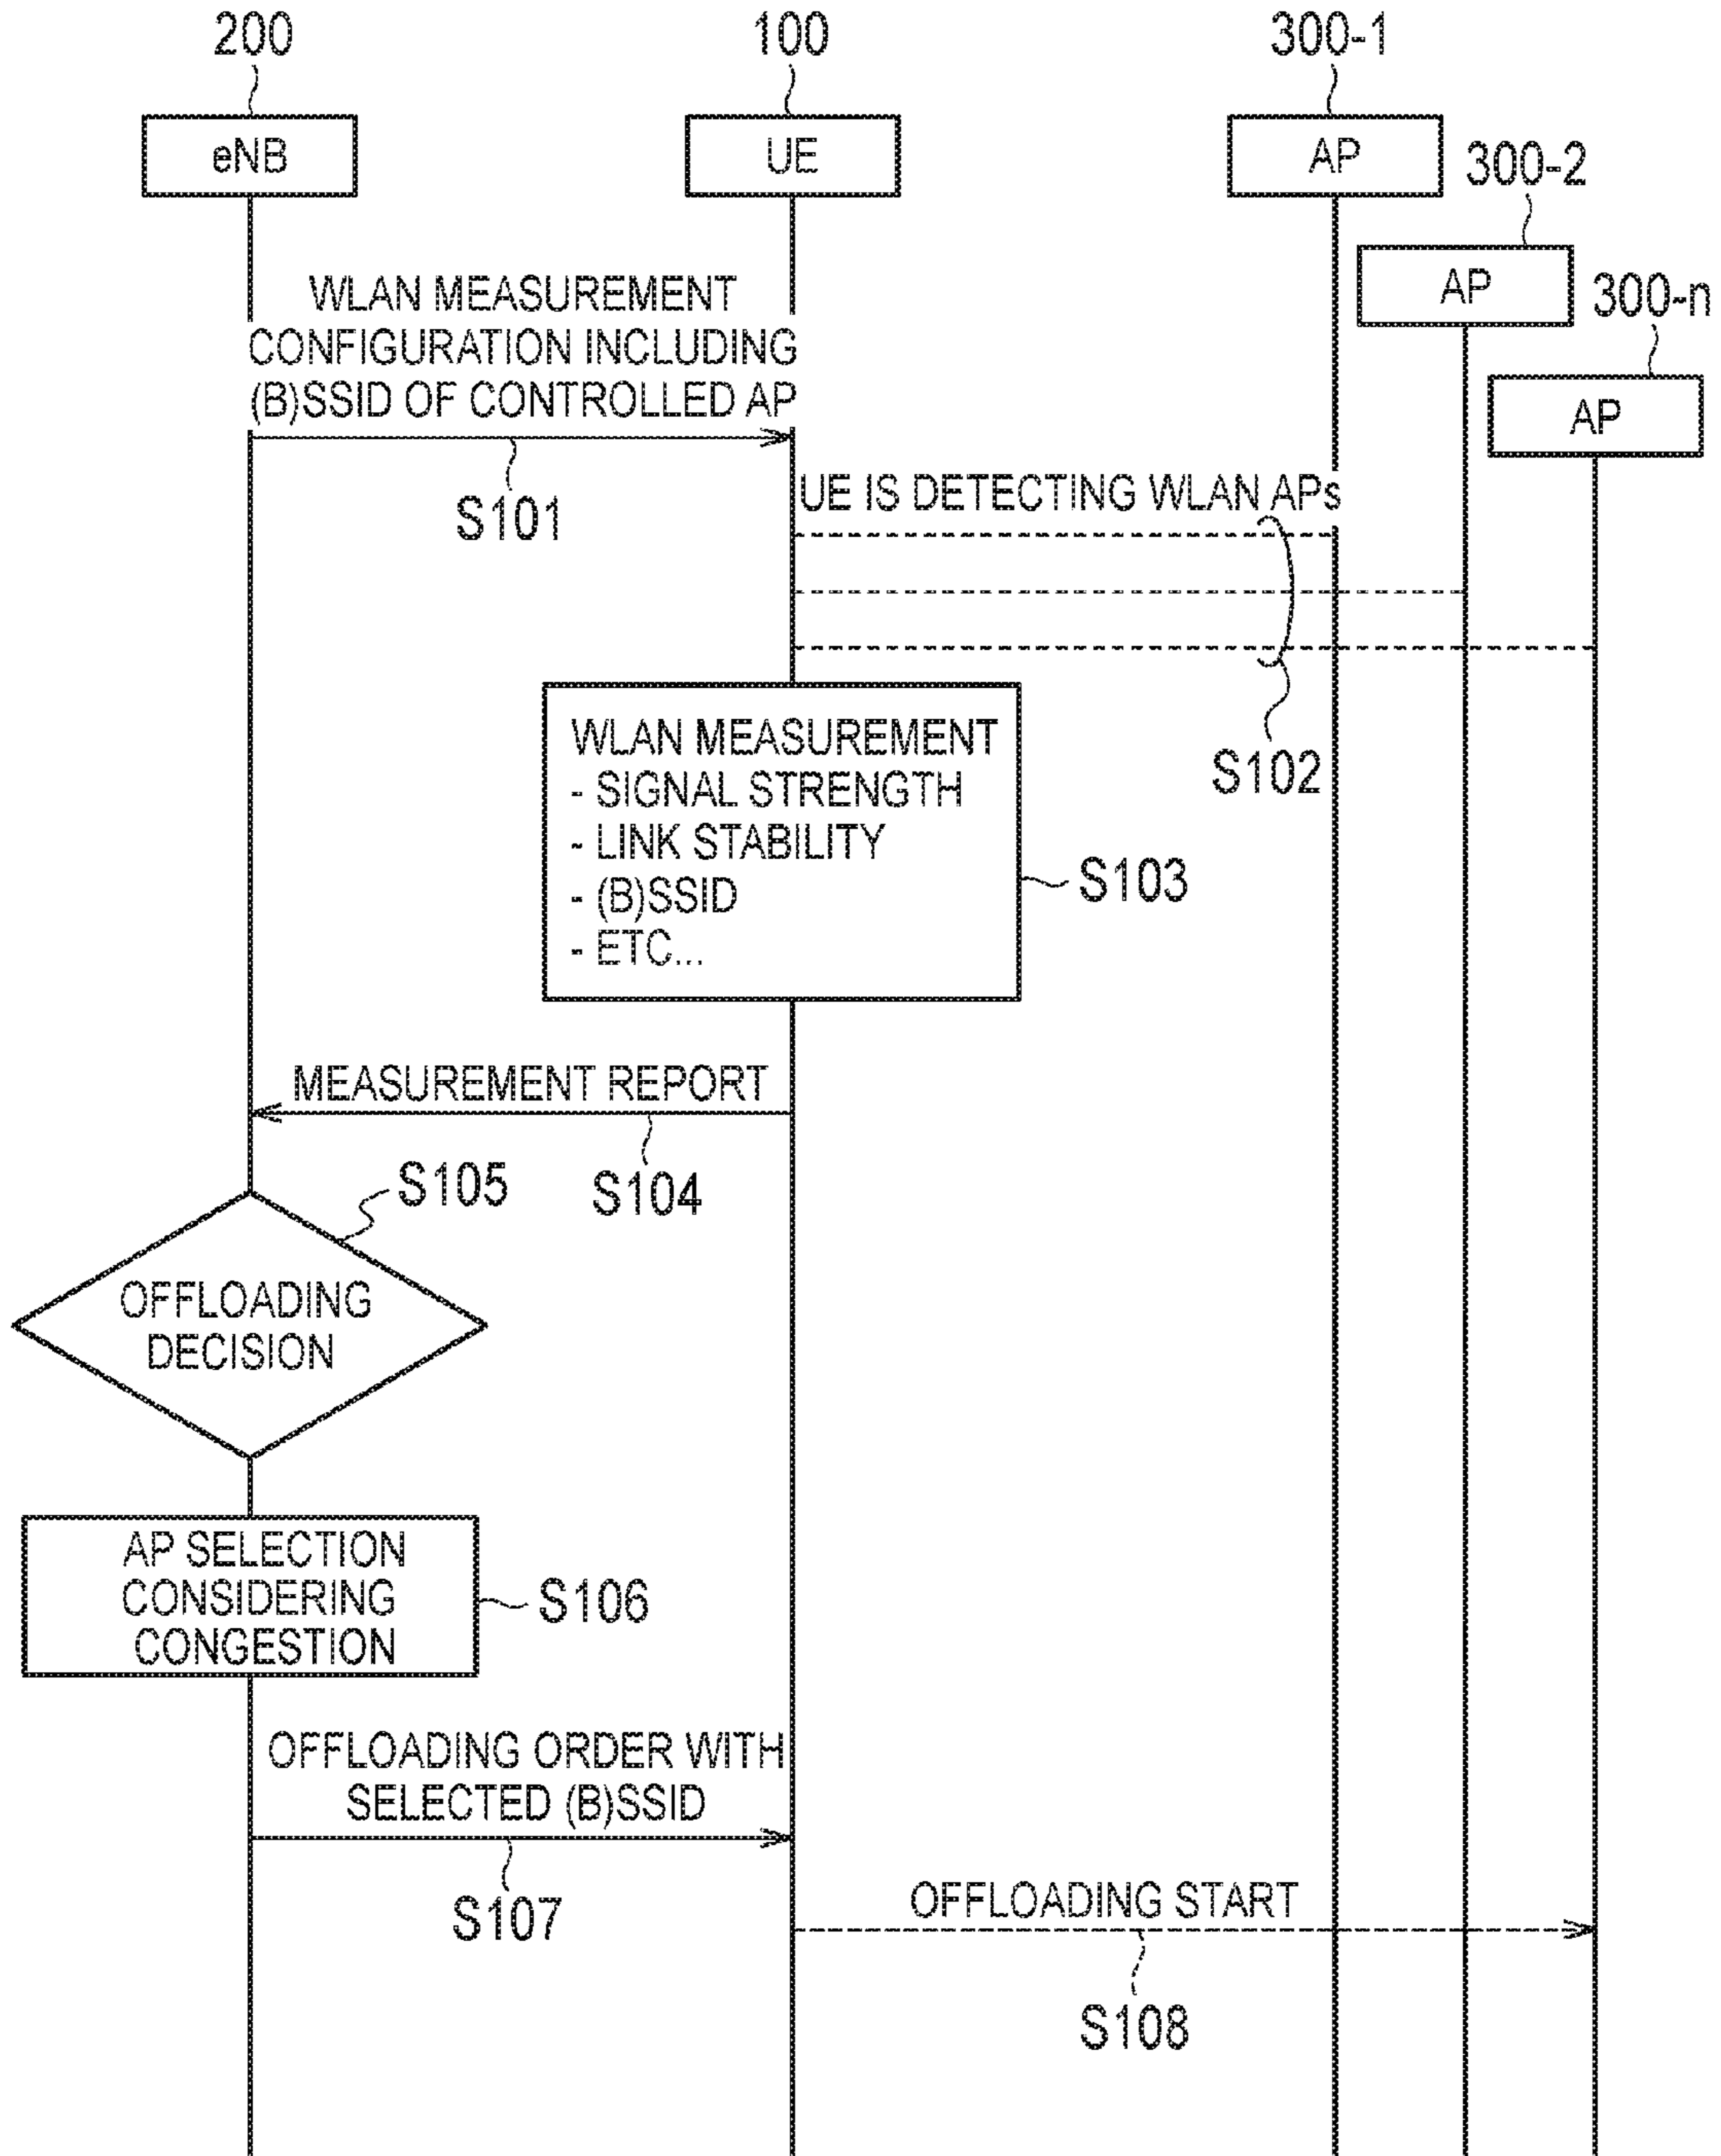 200
100
300-1
eNB
UE
AP
300-2
AP
300-n
AP
WLAN MEASUREMENT
CONFIGURATION INCLUDING
(B)SSID OF CONTROLLED AP
S101
UE IS DETECTING WLAN APs
S102
WLAN MEASUREMENT
- SIGNAL STRENGTH
- LINK STABILITY
- (B)SSID
- ETC...
S103
MEASUREMENT REPORT
S104
S105
OFFLOADING
DECISION
AP SELECTION
CONSIDERING
CONGESTION
S106
OFFLOADING ORDER WITH
SELECTED (B)SSID
S107
OFFLOADING START
S108